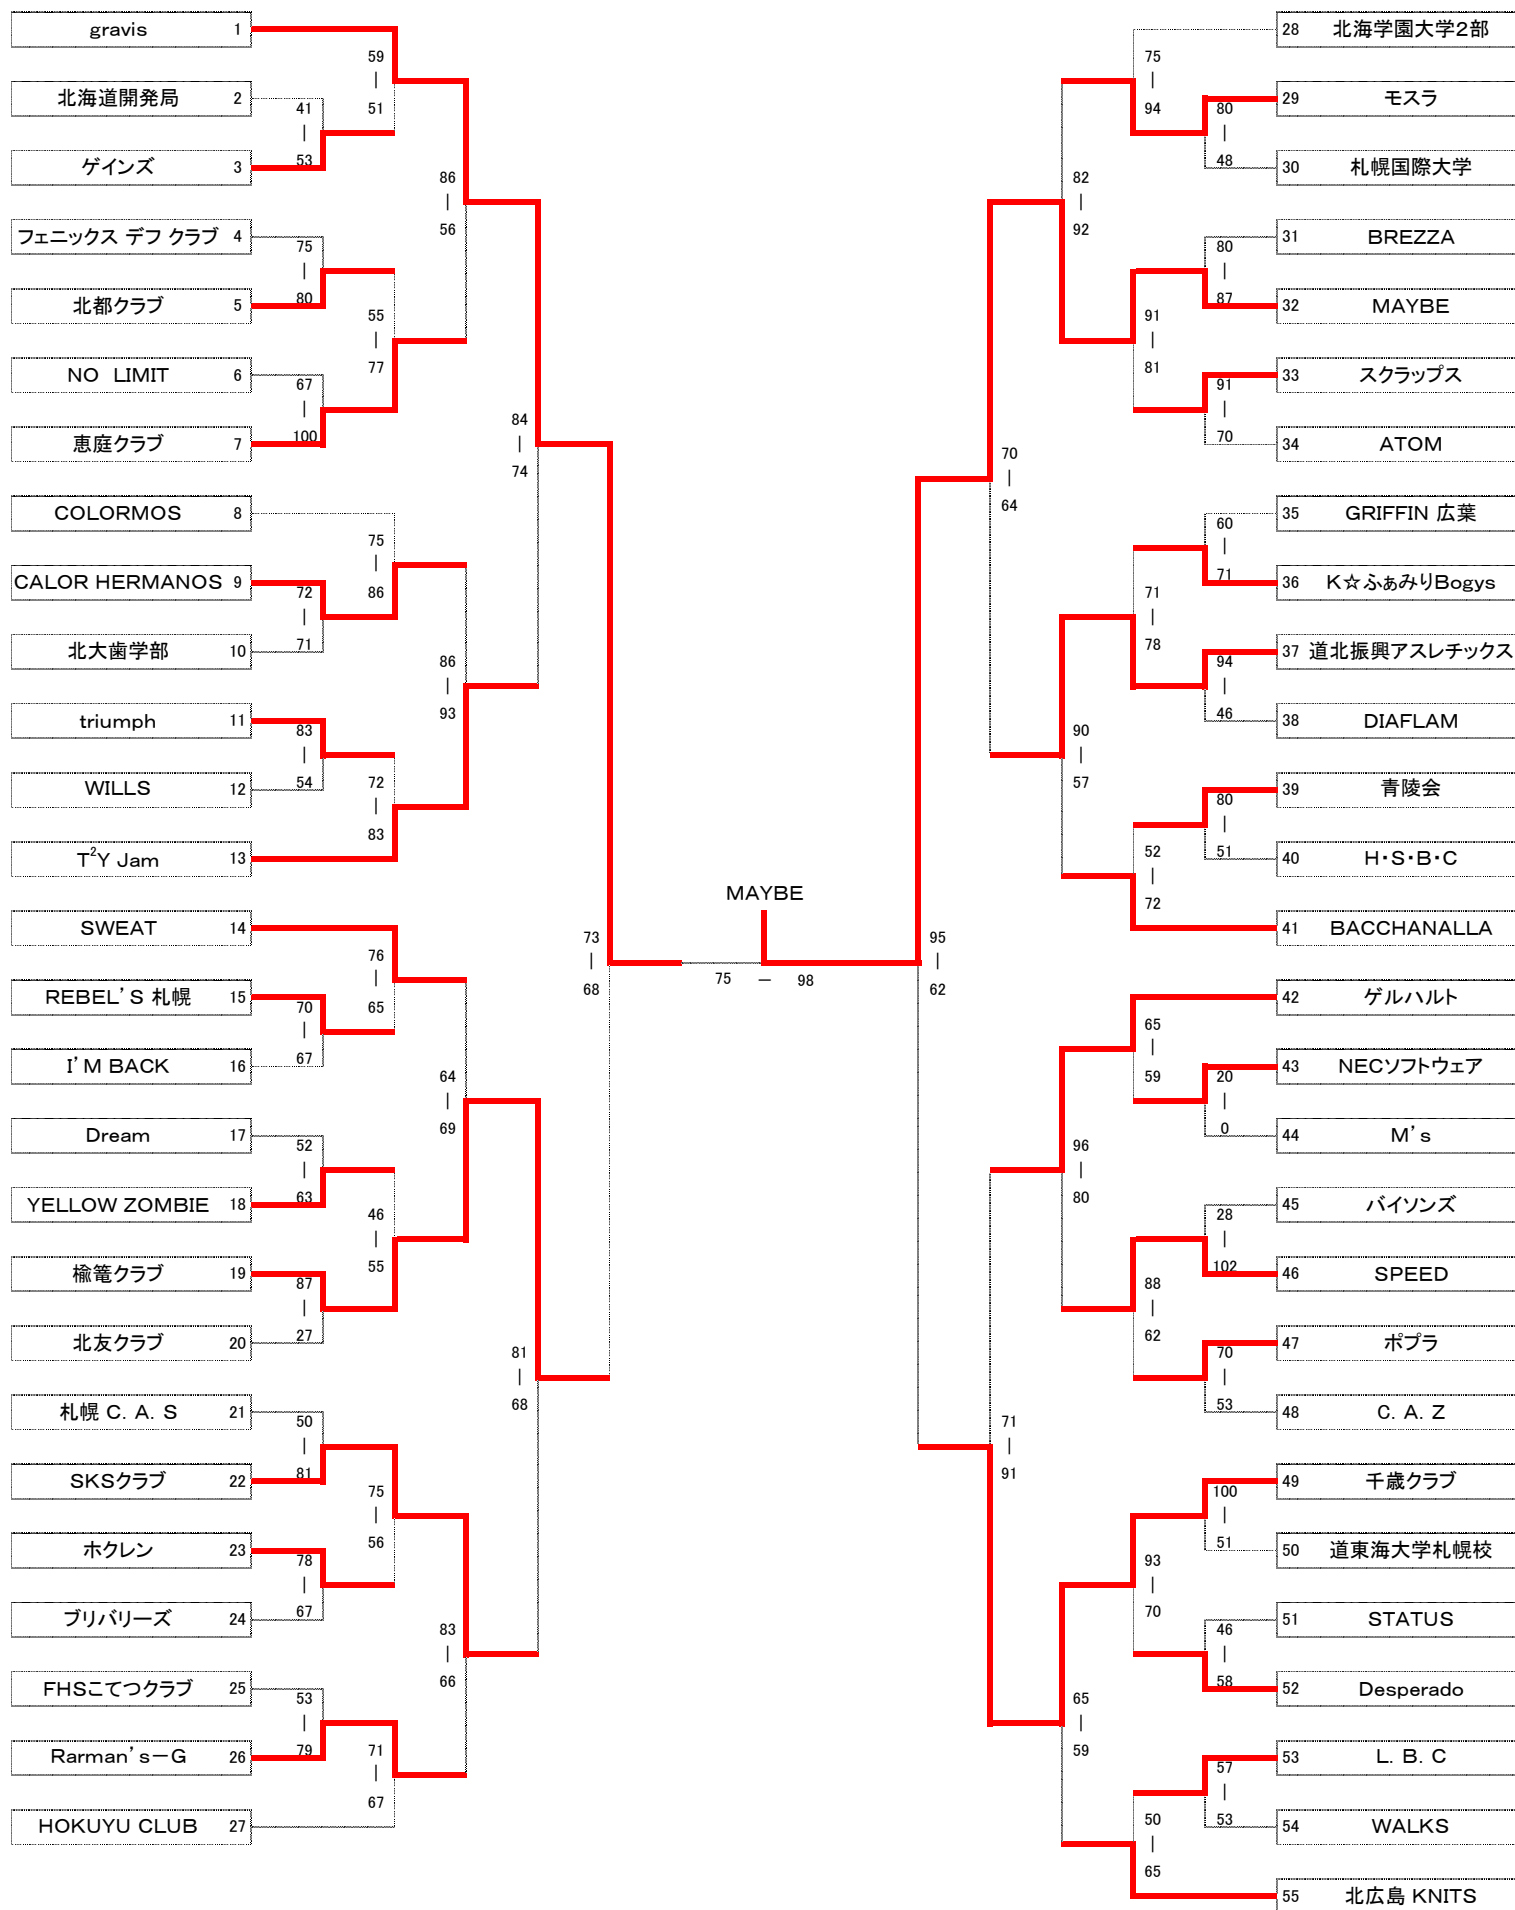 gravis 1
北海道開発局 2
ゲインズ 3
フェニックス デフ クラブ 4
北都クラブ 5
NO LIMIT 6
恵庭クラブ 7
COLORMOS 8
CALOR HERMANOS 9
北大歯学部 10
triumph 11
WILLS 12
T²Y Jam 13
SWEAT 14
REBEL'S 札幌 15
I'M BACK 16
Dream 17
YELLOW ZOMBIE 18
楡篭クラブ 19
北友クラブ 20
札幌 C. A. S 21
SKSクラブ 22
ホクレン 23
ブリバリーズ 24
FHSこてつクラブ 25
Rarman's-G 26
HOKUYU CLUB 27
41
|
53
75
|
80
67
|
100
72
|
71
83
|
54
70
|
67
52
|
63
87
|
27
50
|
81
78
|
67
53
|
79
59
|
51
55
|
77
75
|
86
72
|
83
76
|
65
46
|
55
75
|
56
71
|
67
86
|
56
86
|
93
64
|
69
83
|
66
84
|
74
81
|
68
73
|
68
MAYBE
75 － 98
95
|
62
70
|
64
71
|
91
82
|
92
90
|
57
96
|
80
65
|
59
75
|
94
91
|
81
71
|
78
52
|
72
65
|
59
88
|
62
93
|
70
50
|
65
80
|
48
80
|
87
91
|
70
60
|
71
94
|
46
80
|
51
20
|
0
28
|
102
70
|
53
100
|
51
46
|
58
57
|
53
28 北海学園大学2部
29 モスラ
30 札幌国際大学
31 BREZZA
32 MAYBE
33 スクラップス
34 ATOM
35 GRIFFIN 広葉
36 K☆ふぁみりBogys
37 道北振興アスレチックス
38 DIAFLAM
39 青陵会
40 H・S・B・C
41 BACCHANALLA
42 ゲルハルト
43 NECソフトウェア
44 M's
45 バイソンズ
46 SPEED
47 ポプラ
48 C. A. Z
49 千歳クラブ
50 道東海大学札幌校
51 STATUS
52 Desperado
53 L. B. C
54 WALKS
55 北広島 KNITS